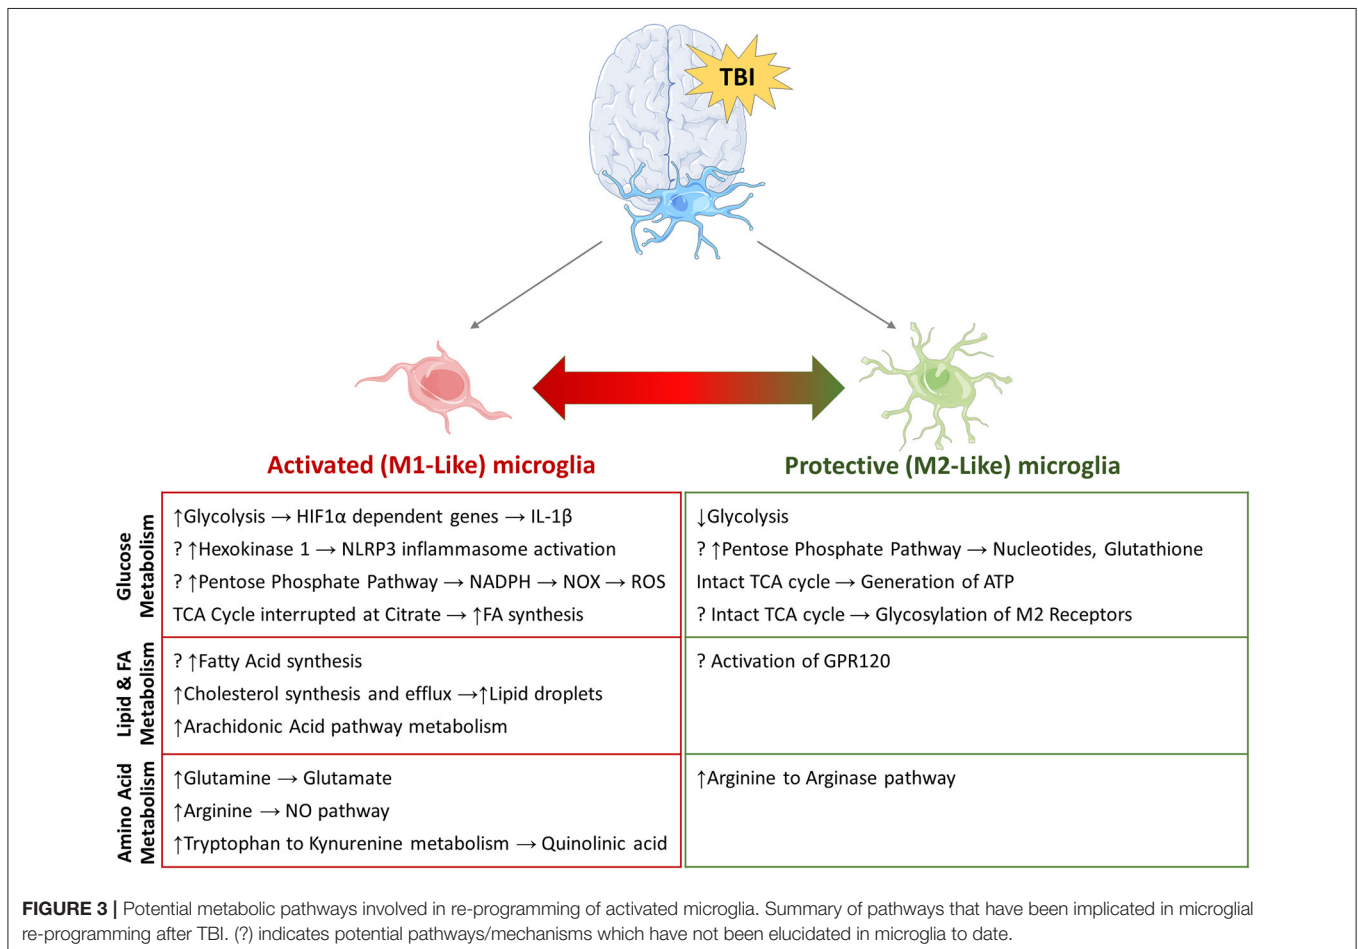 TBI
Activated (M1-Like) microglia
Protective (M2-Like) microglia
Glucose
Metabolism
↑Glycolysis → HIF1α dependent genes → IL-1β
? ↑Hexokinase 1 → NLRP3 inflammasome activation
? ↑Pentose Phosphate Pathway → NADPH → NOX → ROS
TCA Cycle interrupted at Citrate → ↑FA synthesis
↓Glycolysis
? ↑Pentose Phosphate Pathway → Nucleotides, Glutathione
Intact TCA cycle → Generation of ATP
? Intact TCA cycle → Glycosylation of M2 Receptors
Lipid & FA
Metabolism
? ↑Fatty Acid synthesis
↑Cholesterol synthesis and efflux →↑Lipid droplets
↑Arachidonic Acid pathway metabolism
? Activation of GPR120
Amino Acid
Metabolism
↑Glutamine → Glutamate
↑Arginine → NO pathway
↑Tryptophan to Kynurenine metabolism → Quinolinic acid
↑Arginine to Arginase pathway
FIGURE 3 | Potential metabolic pathways involved in re-programming of activated microglia. Summary of pathways that have been implicated in microglial
re-programming after TBI. (?) indicates potential pathways/mechanisms which have not been elucidated in microglia to date.